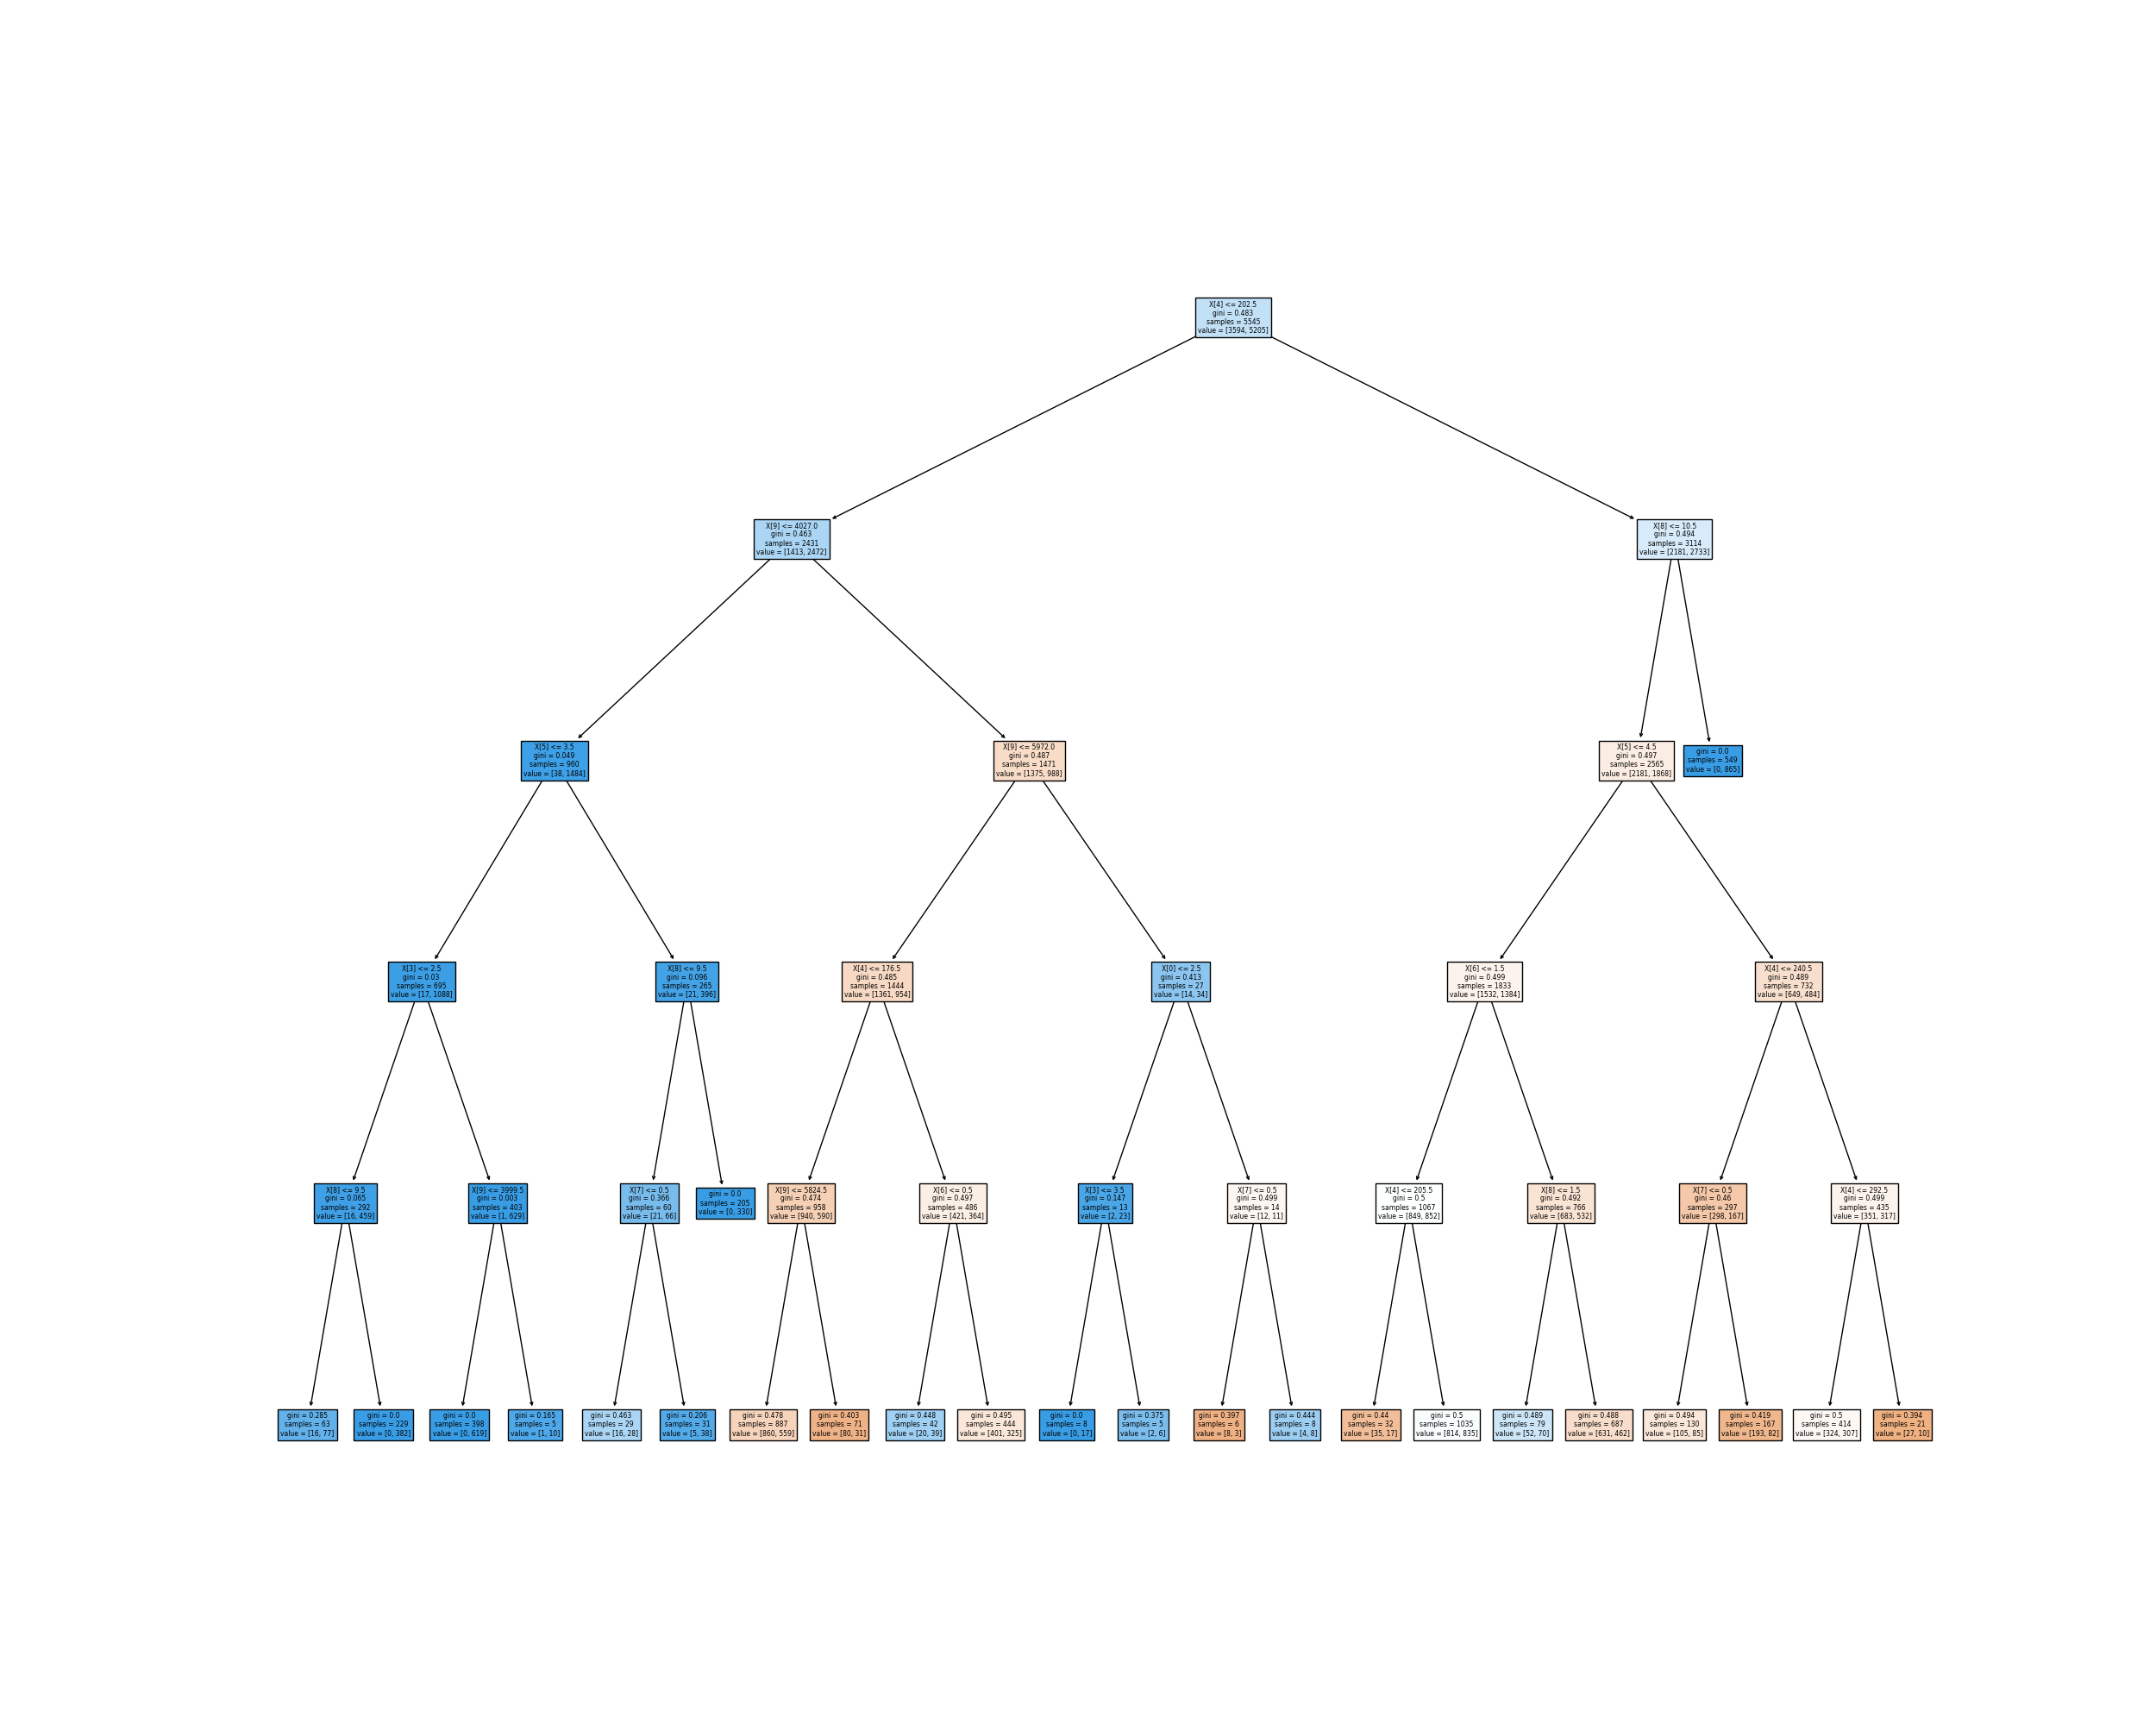 X[4] <= 202.5
gini = 0.483
samples = 5545
value = [3594, 5205]
X[9] <= 4027.0
gini = 0.463
samples = 2431
value = [1413, 2472]
X[8] <= 10.5
gini = 0.494
samples = 3114
value = [2181, 2733]
X[5] <= 3.5
gini = 0.049
samples = 960
value = [38, 1484]
X[9] <= 5972.0
gini = 0.487
samples = 1471
value = [1375, 988]
X[5] <= 4.5
gini = 0.497
samples = 2565
value = [2181, 1868]
gini = 0.0
samples = 549
value = [0, 865]
X[3] <= 2.5
gini = 0.03
samples = 695
value = [17, 1088]
X[8] <= 9.5
gini = 0.096
samples = 265
value = [21, 396]
X[4] <= 176.5
gini = 0.485
samples = 1444
value = [1361, 954]
X[0] <= 2.5
gini = 0.413
samples = 27
value = [14, 34]
X[6] <= 1.5
gini = 0.499
samples = 1833
value = [1532, 1384]
X[4] <= 240.5
gini = 0.489
samples = 732
value = [649, 484]
X[8] <= 9.5
gini = 0.065
samples = 292
value = [16, 459]
X[9] <= 3999.5
gini = 0.003
samples = 403
value = [1, 629]
X[7] <= 0.5
gini = 0.366
samples = 60
value = [21, 66]
gini = 0.0
samples = 205
value = [0, 330]
X[9] <= 5824.5
gini = 0.474
samples = 958
value = [940, 590]
X[6] <= 0.5
gini = 0.497
samples = 486
value = [421, 364]
X[3] <= 3.5
gini = 0.147
samples = 13
value = [2, 23]
X[7] <= 0.5
gini = 0.499
samples = 14
value = [12, 11]
X[4] <= 205.5
gini = 0.5
samples = 1067
value = [849, 852]
X[8] <= 1.5
gini = 0.492
samples = 766
value = [683, 532]
X[7] <= 0.5
gini = 0.46
samples = 297
value = [298, 167]
X[4] <= 292.5
gini = 0.499
samples = 435
value = [351, 317]
gini = 0.285
samples = 63
value = [16, 77]
gini = 0.0
samples = 229
value = [0, 382]
gini = 0.0
samples = 398
value = [0, 619]
gini = 0.165
samples = 5
value = [1, 10]
gini = 0.463
samples = 29
value = [16, 28]
gini = 0.206
samples = 31
value = [5, 38]
gini = 0.478
samples = 887
value = [860, 559]
gini = 0.403
samples = 71
value = [80, 31]
gini = 0.448
samples = 42
value = [20, 39]
gini = 0.495
samples = 444
value = [401, 325]
gini = 0.0
samples = 8
value = [0, 17]
gini = 0.375
samples = 5
value = [2, 6]
gini = 0.397
samples = 6
value = [8, 3]
gini = 0.444
samples = 8
value = [4, 8]
gini = 0.44
samples = 32
value = [35, 17]
gini = 0.5
samples = 1035
value = [814, 835]
gini = 0.489
samples = 79
value = [52, 70]
gini = 0.488
samples = 687
value = [631, 462]
gini = 0.494
samples = 130
value = [105, 85]
gini = 0.419
samples = 167
value = [193, 82]
gini = 0.5
samples = 414
value = [324, 307]
gini = 0.394
samples = 21
value = [27, 10]